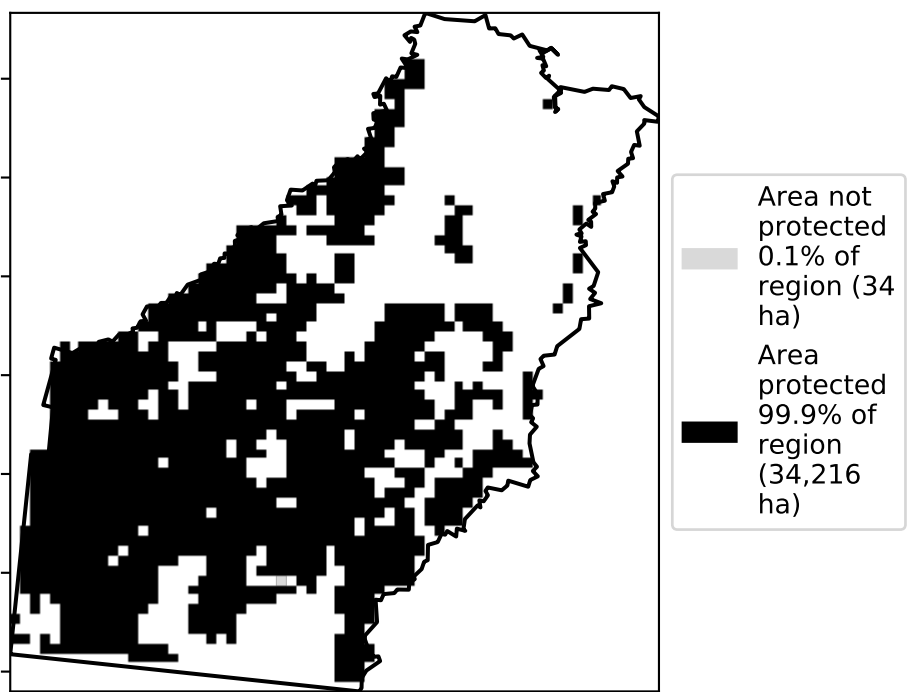 Area not
protected
0.1% of
region (34
ha)
Area
protected
99.9% of
region
(34,216
ha)